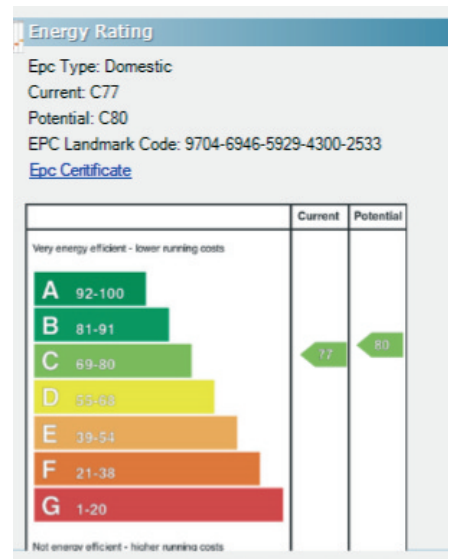 Energy Rating
Epc Type: Domestic
Current: C77
Potential: C80
EPC Landmark Code: 9704-6946-5929-4300-2533
Epc Ceritificate
Current Potential
Very energy efficient - lower running costs
A 92-100
B 81-91
C 69-80
D 55-68
E 39-54
F 21-38
G 1-20
77
80
Not energy efficient - higher running costs